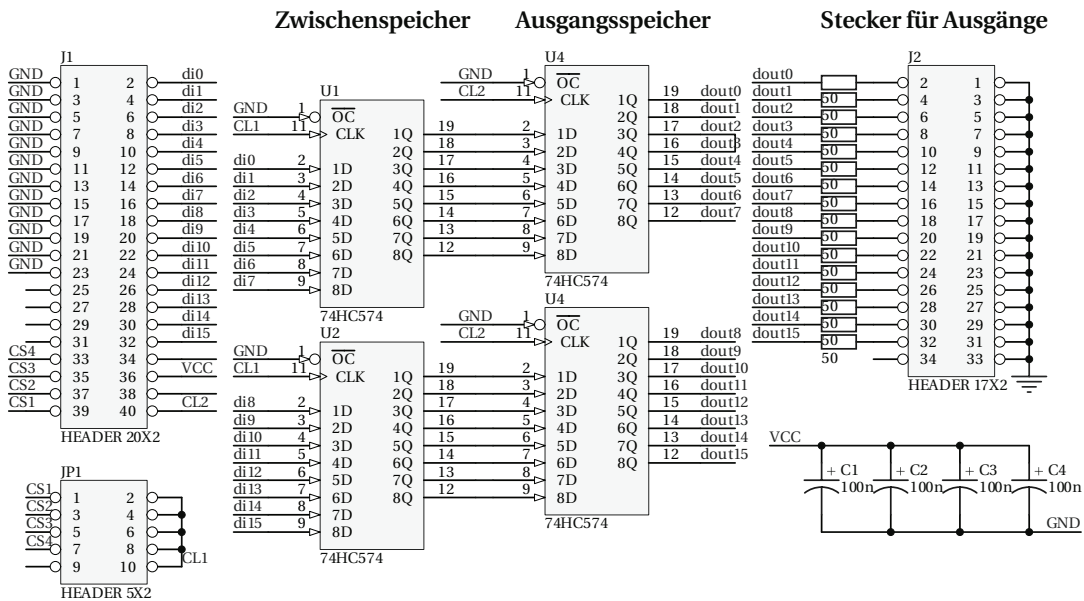 Zwischenspeicher Ausgangsspeicher Stecker für Ausgänge
J1
GND 1 2 di0
GND 3 4 di1
GND 5 6 di2
GND 7 8 di3
GND 9 10 di4
GND 11 12 di5
GND 13 14 di6
GND 15 16 di7
GND 17 18 di8
GND 19 20 di9
GND 21 22 di10
GND 23 24 di11
25 26 di12
27 28 di13
29 30 di14
31 32 di15
CS4 33 34
CS3 35 36 VCC
CS2 37 38
CS1 39 40 CL2
HEADER 20X2
JP1
CS1 1 2
CS2 3 4
CS3 5 6
CS4 7 8
9 10 CL1
HEADER 5X2
U1
GND 1 OC
CL1 11 CLK 1Q 19
2Q 18
di0 2 1D 3Q 17
di1 3 2D 4Q 16
di2 4 3D 5Q 15
di3 5 4D 6Q 14
di4 6 5D 7Q 13
di5 7 6D 8Q 12
di6 8 7D
di7 9 8D
74HC574
U2
GND 1 OC
CL1 11 CLK 1Q 19
2Q 18
di8 2 1D 3Q 17
di9 3 2D 4Q 16
di10 4 3D 5Q 15
di11 5 4D 6Q 14
di12 6 5D 7Q 13
di13 7 6D 8Q 12
di14 8 7D
di15 9 8D
74HC574
U4
GND 1 OC
CL2 11 CLK 1Q 19 dout0
2Q 18 dout1
2 1D 3Q 17 dout2
3 2D 4Q 16 dout3
4 3D 5Q 15 dout4
5 4D 6Q 14 dout5
6 5D 7Q 13 dout6
7 6D 8Q 12 dout7
8 7D
9 8D
74HC574
U4
GND 1 OC
CL2 11 CLK 1Q 19 dout8
2Q 18 dout9
2 1D 3Q 17 dout10
3 2D 4Q 16 dout11
4 3D 5Q 15 dout12
5 4D 6Q 14 dout13
6 5D 7Q 13 dout14
7 6D 8Q 12 dout15
8 7D
9 8D
74HC574
J2
dout0 2 1
dout1 50 4 3
dout2 50 6 5
dout3 50 8 7
dout4 50 10 9
dout5 50 12 11
dout6 50 14 13
dout7 50 16 15
dout8 50 18 17
dout9 50 20 19
dout10 50 22 21
dout11 50 24 23
dout12 50 26 25
dout13 50 28 27
dout14 50 30 29
dout15 50 32 31
50 34 33
HEADER 17X2
VCC
+ C1 + C2 + C3 + C4
100n 100n 100n 100n
GND